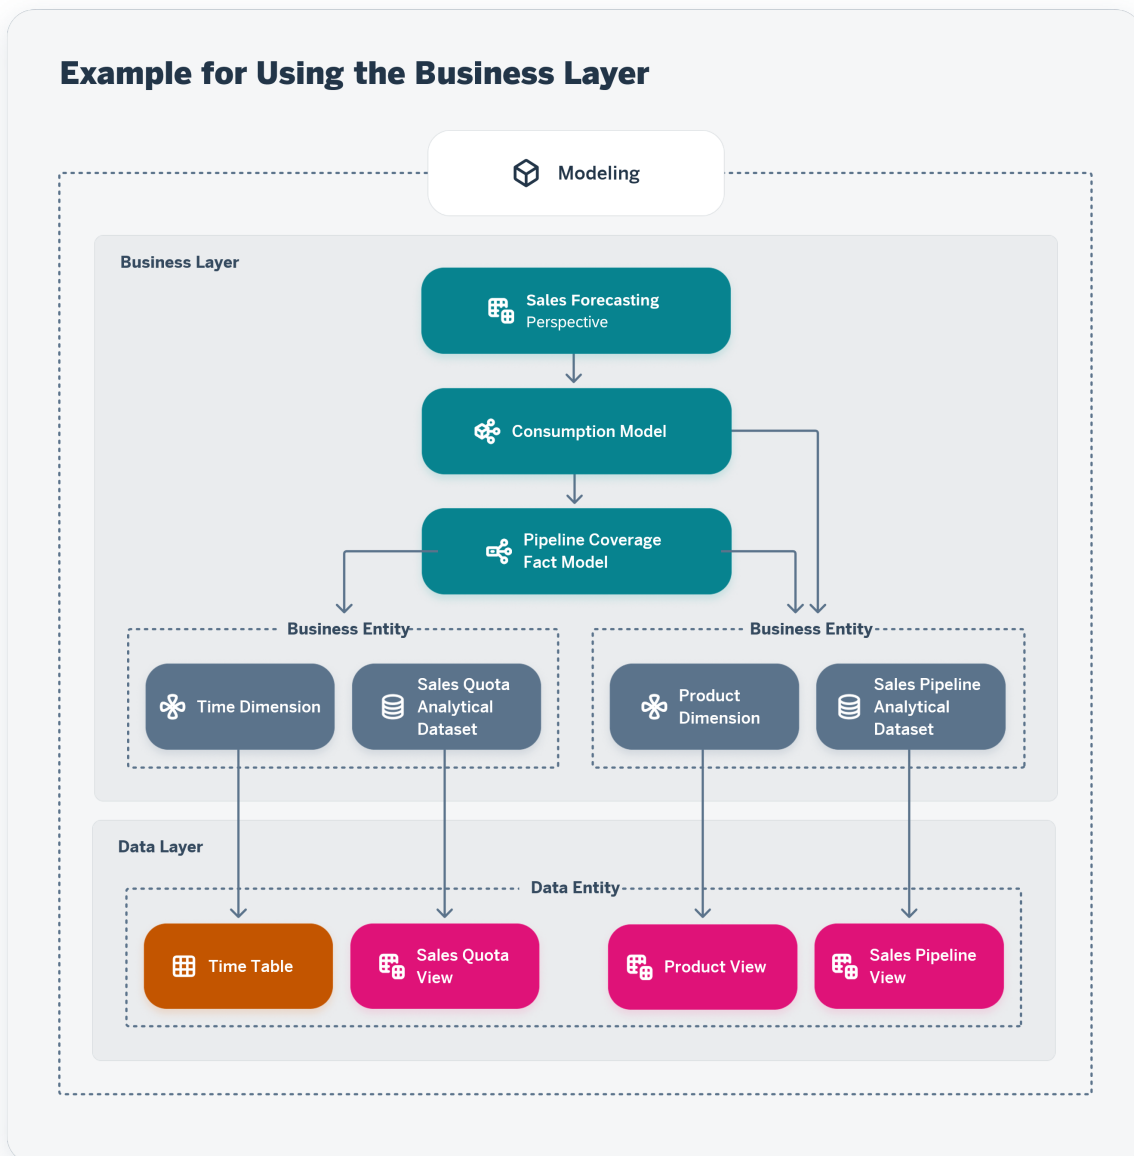 Example for Using the Business Layer
Modeling
Business Layer
Sales Forecasting
Perspective
Consumption Model
Pipeline Coverage
Fact Model
Business Entity
Business Entity
Time Dimension
Sales Quota
Analytical
Dataset
Product
Dimension
Sales Pipeline
Analytical
Dataset
Data Layer
Data Entity
Time Table
Sales Quota
View
Product View
Sales Pipeline
View